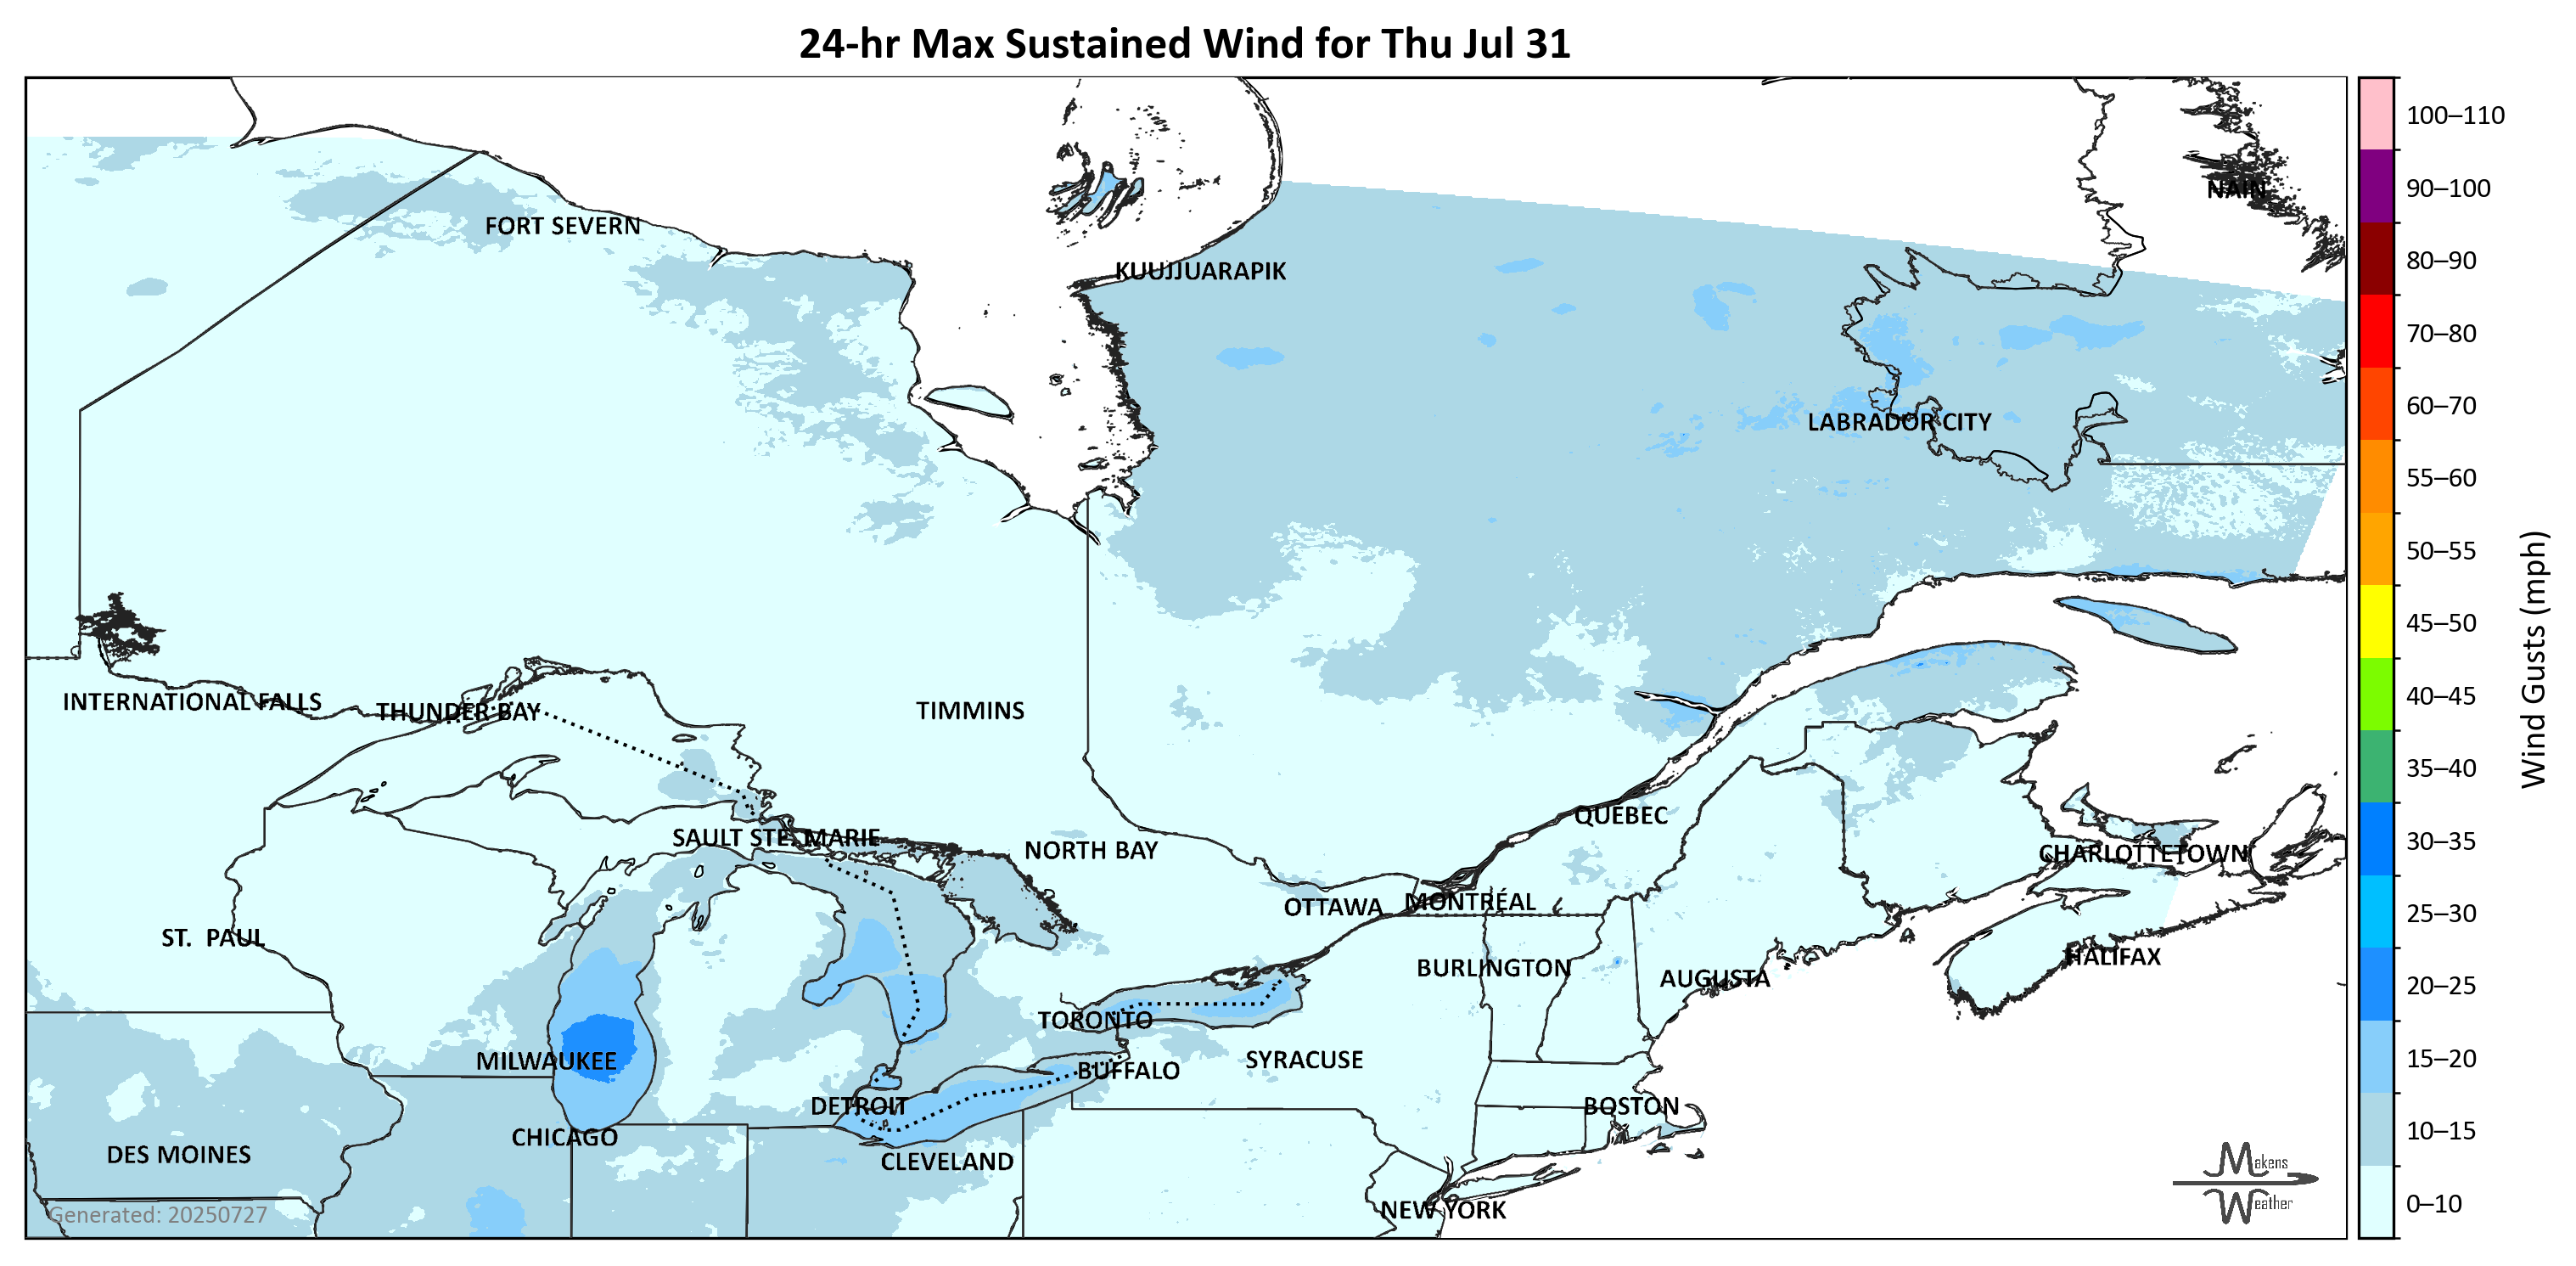 24-hr Max Sustained Wind for Thu Jul 31
NAIN
FORT SEVERN
KUUJJUARAPIK
LABRADOR CITY
INTERNATIONAL FALLS
THUNDER BAY
TIMMINS
QUEBEC
SAULT STE. MARIE
NORTH BAY
CHARLOTTETOWN
OTTAWA
MONTRÉAL
ST. PAUL
HALIFAX
BURLINGTON
AUGUSTA
TORONTO
MILWAUKEE
SYRACUSE
BUFFALO
DETROIT
BOSTON
CHICAGO
DES MOINES
CLEVELAND
NEW YORK
Generated: 20250727
Makens
Weather
100–110
90–100
80–90
70–80
60–70
55–60
50–55
45–50
40–45
35–40
30–35
25–30
20–25
15–20
10–15
0–10
Wind Gusts (mph)